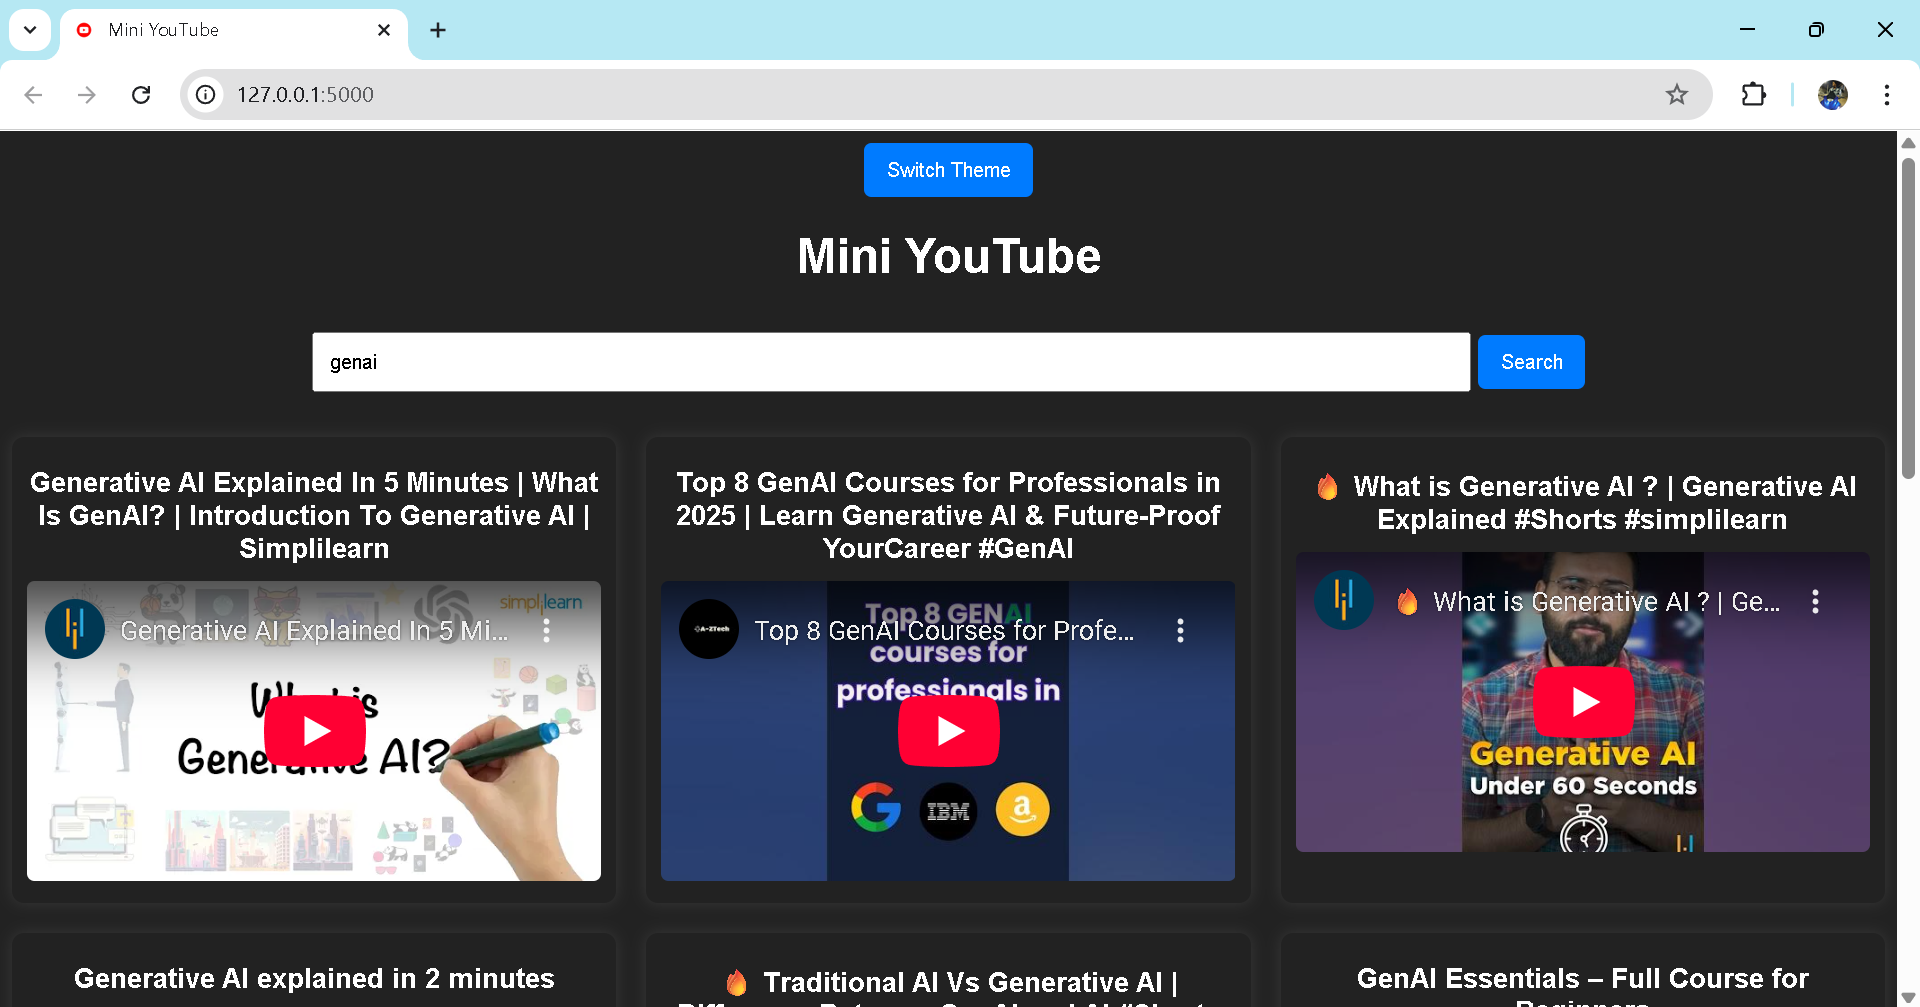 Mini YouTube
127.0.0.1:5000
Switch Theme
Mini YouTube
genai
Search
Generative AI Explained In 5 Minutes | What
Is GenAI? | Introduction To Generative AI |
Simplilearn
simplilearn
Generative AI Explained In 5 Mi...
What is
Generative AI?
Top 8 GenAI Courses for Professionals in
2025 | Learn Generative AI & Future-Proof
YourCareer #GenAI
Top 8 GENAI
A-ZTech
Top 8 GenAI Courses for Profe...
courses for
professionals in
G
IBM
a
🔥 What is Generative AI ? | Generative AI
Explained #Shorts #simplilearn
🔥 What is Generative AI ? | Ge...
Generative AI
Under 60 Seconds
Generative AI explained in 2 minutes
🔥 Traditional AI Vs Generative AI |
GenAI Essentials – Full Course for
Beginners